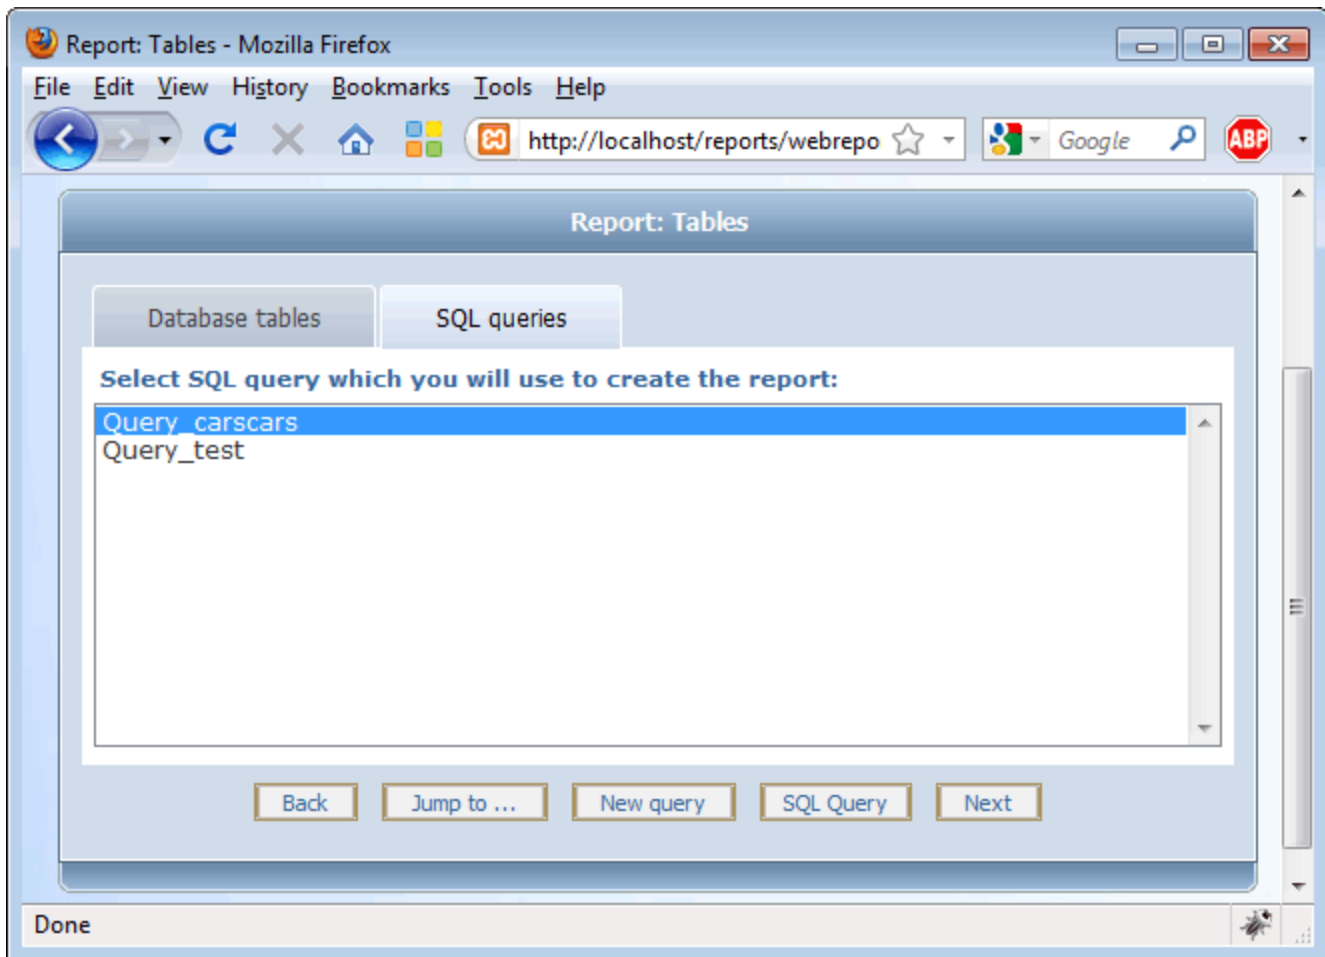 Report: Tables - Mozilla Firefox
File Edit View History Bookmarks Tools Help
http://localhost/reports/webrepo Google ABP
Report: Tables
Database tables SQL queries
Select SQL query which you will use to create the report:
Query_carscars
Query_test
Back Jump to ... New query SQL Query Next
Done